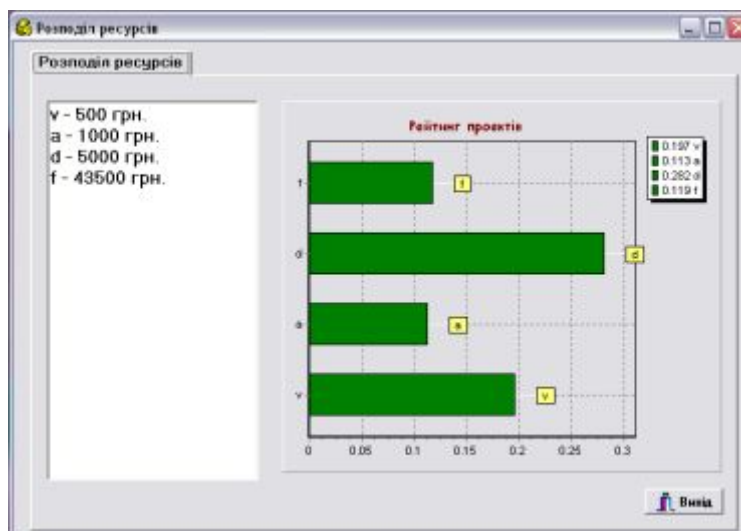 Розподіл ресурсів
Розподіл ресурсів
v - 500 грн.
a - 1000 грн.
d - 5000 грн.
f - 43500 грн.
Рейтинг проектів
0.197 v
0.113 a
0.282 d
0.119 f
f
f
d
d
a
a
v
v
0 0.05 0.1 0.15 0.2 0.25 0.3
Вихід